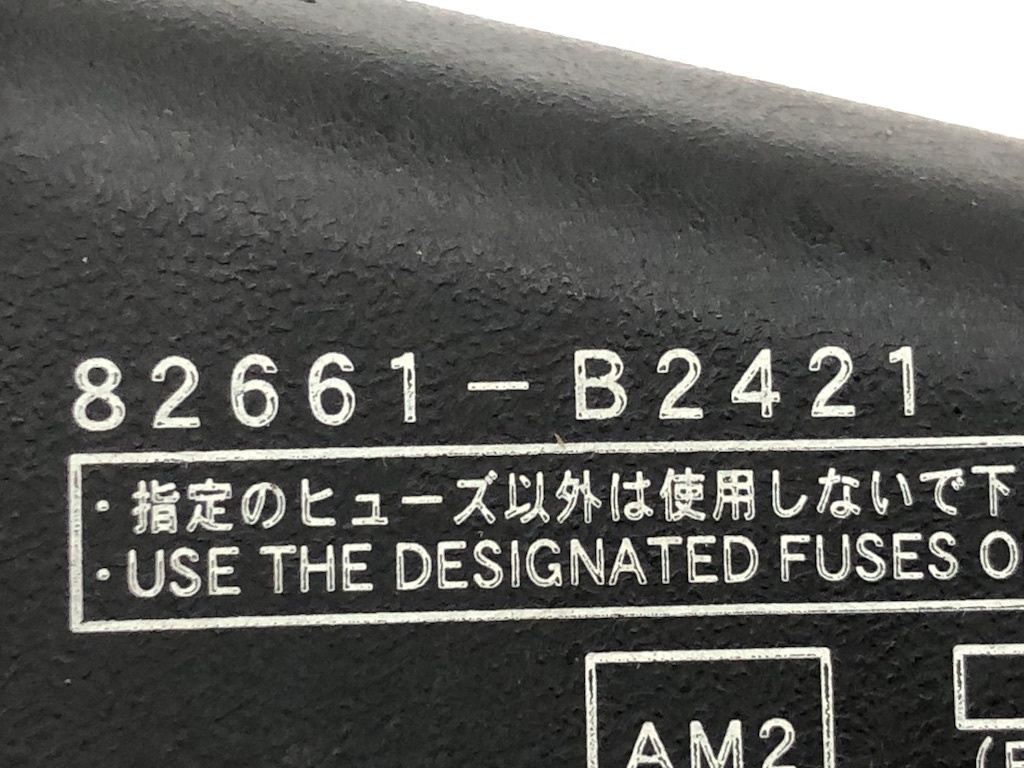 82661-B2421
・指定のヒューズ以外は使用しないで下
・USE THE DESIGNATED FUSES O
AM2